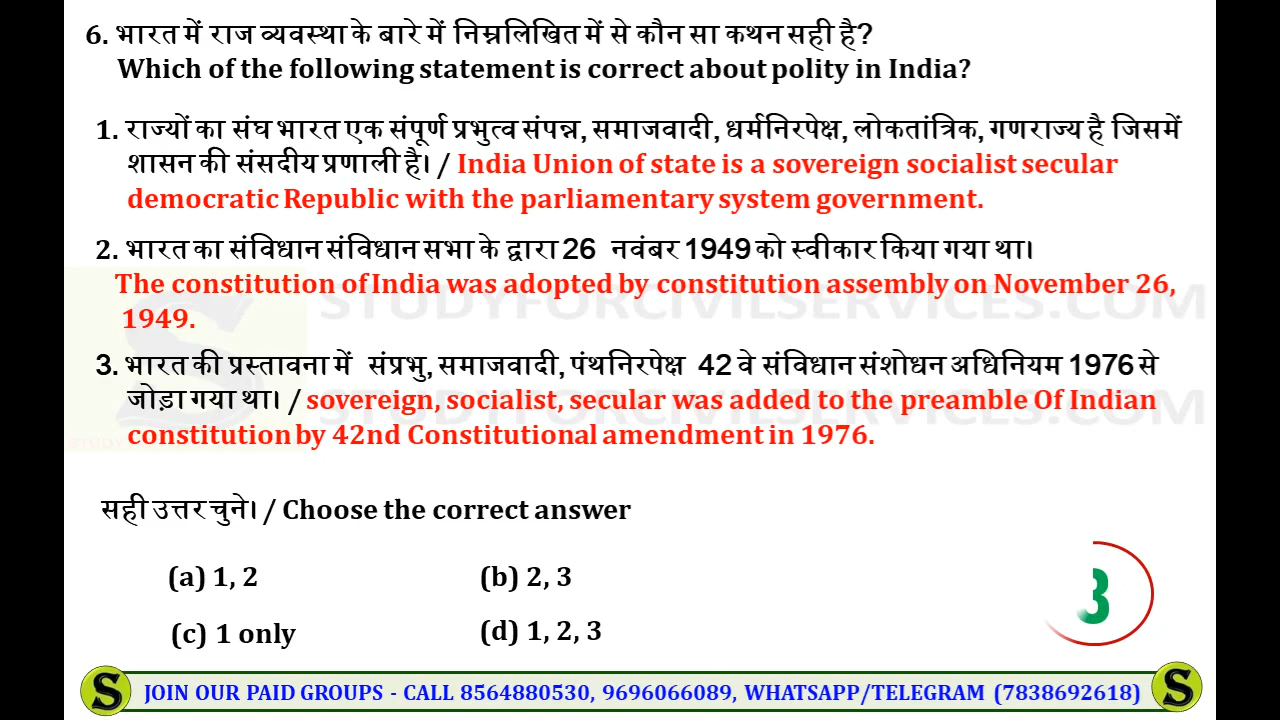 6. भारत में राज व्यवस्था के बारे में निम्नलिखित में से कौन सा कथन सही है?
Which of the following statement is correct about polity in India?
1. राज्यों का संघ भारत एक संपूर्ण प्रभुत्व संपन्न, समाजवादी, धर्मनिरपेक्ष, लोकतांत्रिक, गणराज्य है जिसमें
शासन की संसदीय प्रणाली है। / India Union of state is a sovereign socialist secular
democratic Republic with the parliamentary system government.
2. भारत का संविधान संविधान सभा के द्वारा 26 नवंबर 1949 को स्वीकार किया गया था।
The constitution of India was adopted by constitution assembly on November 26,
1949.
3. भारत की प्रस्तावना में संप्रभु, समाजवादी, पंथनिरपेक्ष 42 वे संविधान संशोधन अधिनियम 1976 से
जोड़ा गया था। / sovereign, socialist, secular was added to the preamble Of Indian
constitution by 42nd Constitutional amendment in 1976.
सही उत्तर चुने। / Choose the correct answer
(a) 1, 2 (b) 2, 3
(c) 1 only (d) 1, 2, 3
3
S JOIN OUR PAID GROUPS - CALL 8564880530, 9696066089, WHATSAPP/TELEGRAM (7838692618) S
STUDYFORCIVILSERVICES.COM